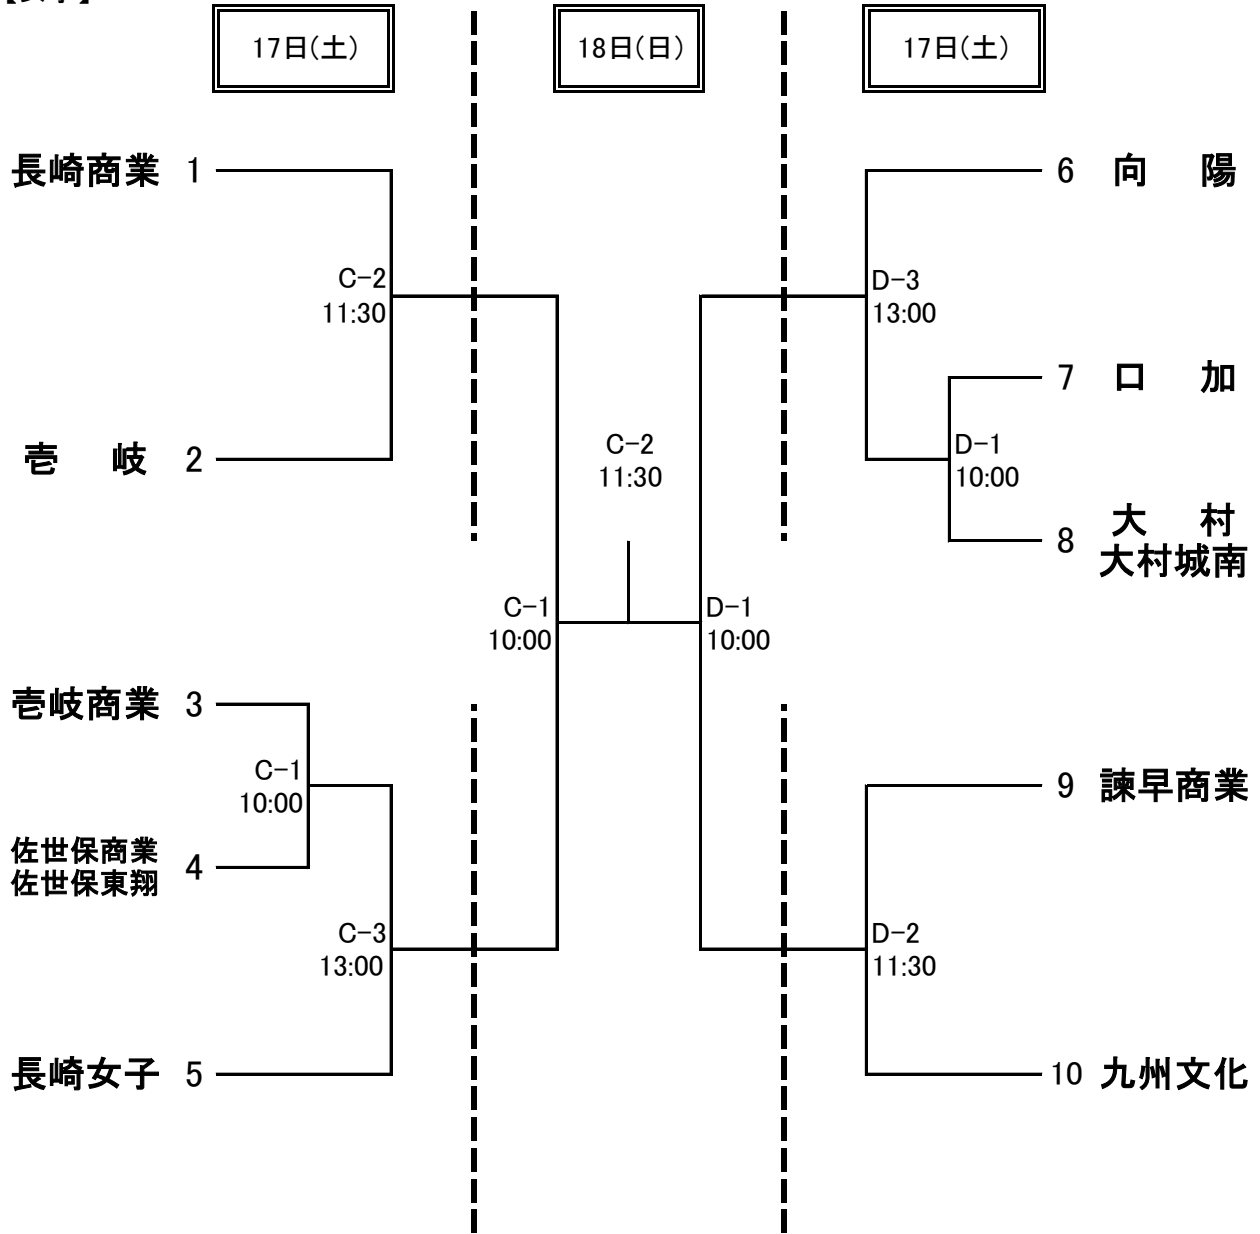 17日(土)
18日(日)
17日(土)
長崎商業 1
C-2
11:30
壱 岐 2
壱岐商業 3
C-1
10:00
佐世保商業
佐世保東翔
4
C-3
13:00
長崎女子 5
C-1
10:00
C-2
11:30
D-1
10:00
6 向 陽
D-3
13:00
7 口 加
D-1
10:00
8
大 村
大村城南
9 諫早商業
D-2
11:30
10 九州文化